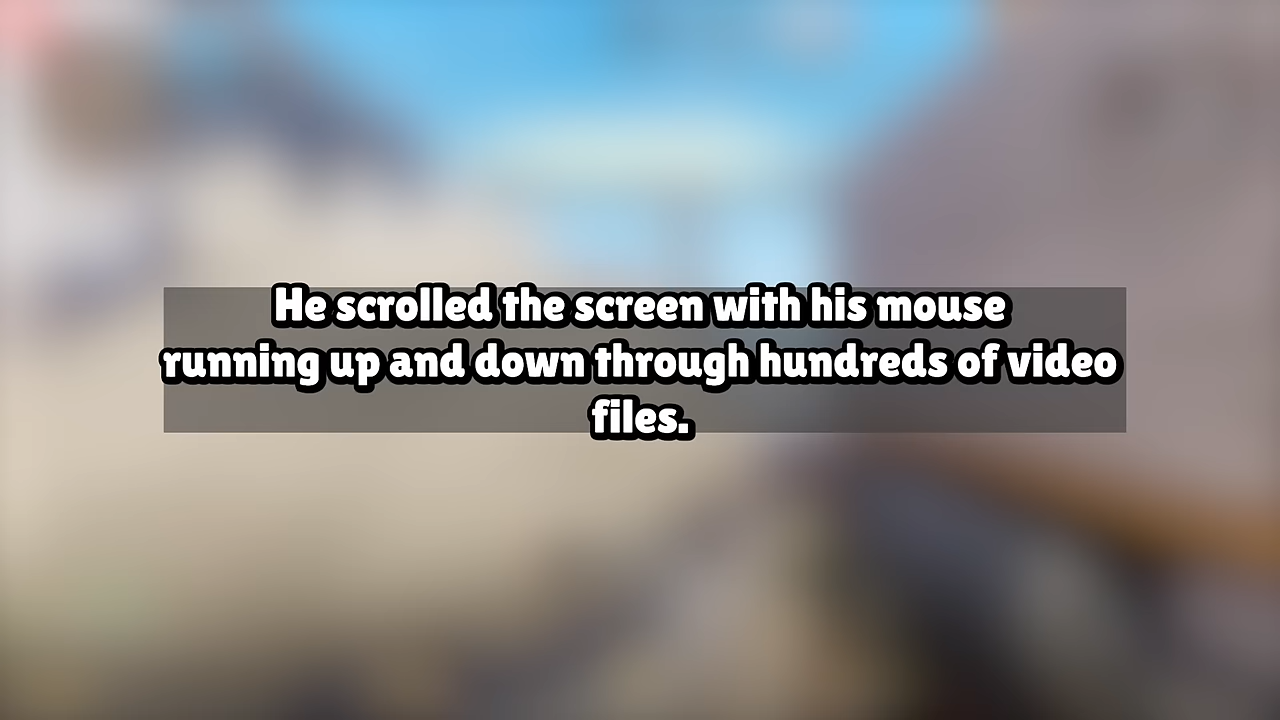 He scrolled the screen with his mouse
running up and down through hundreds of video
files.